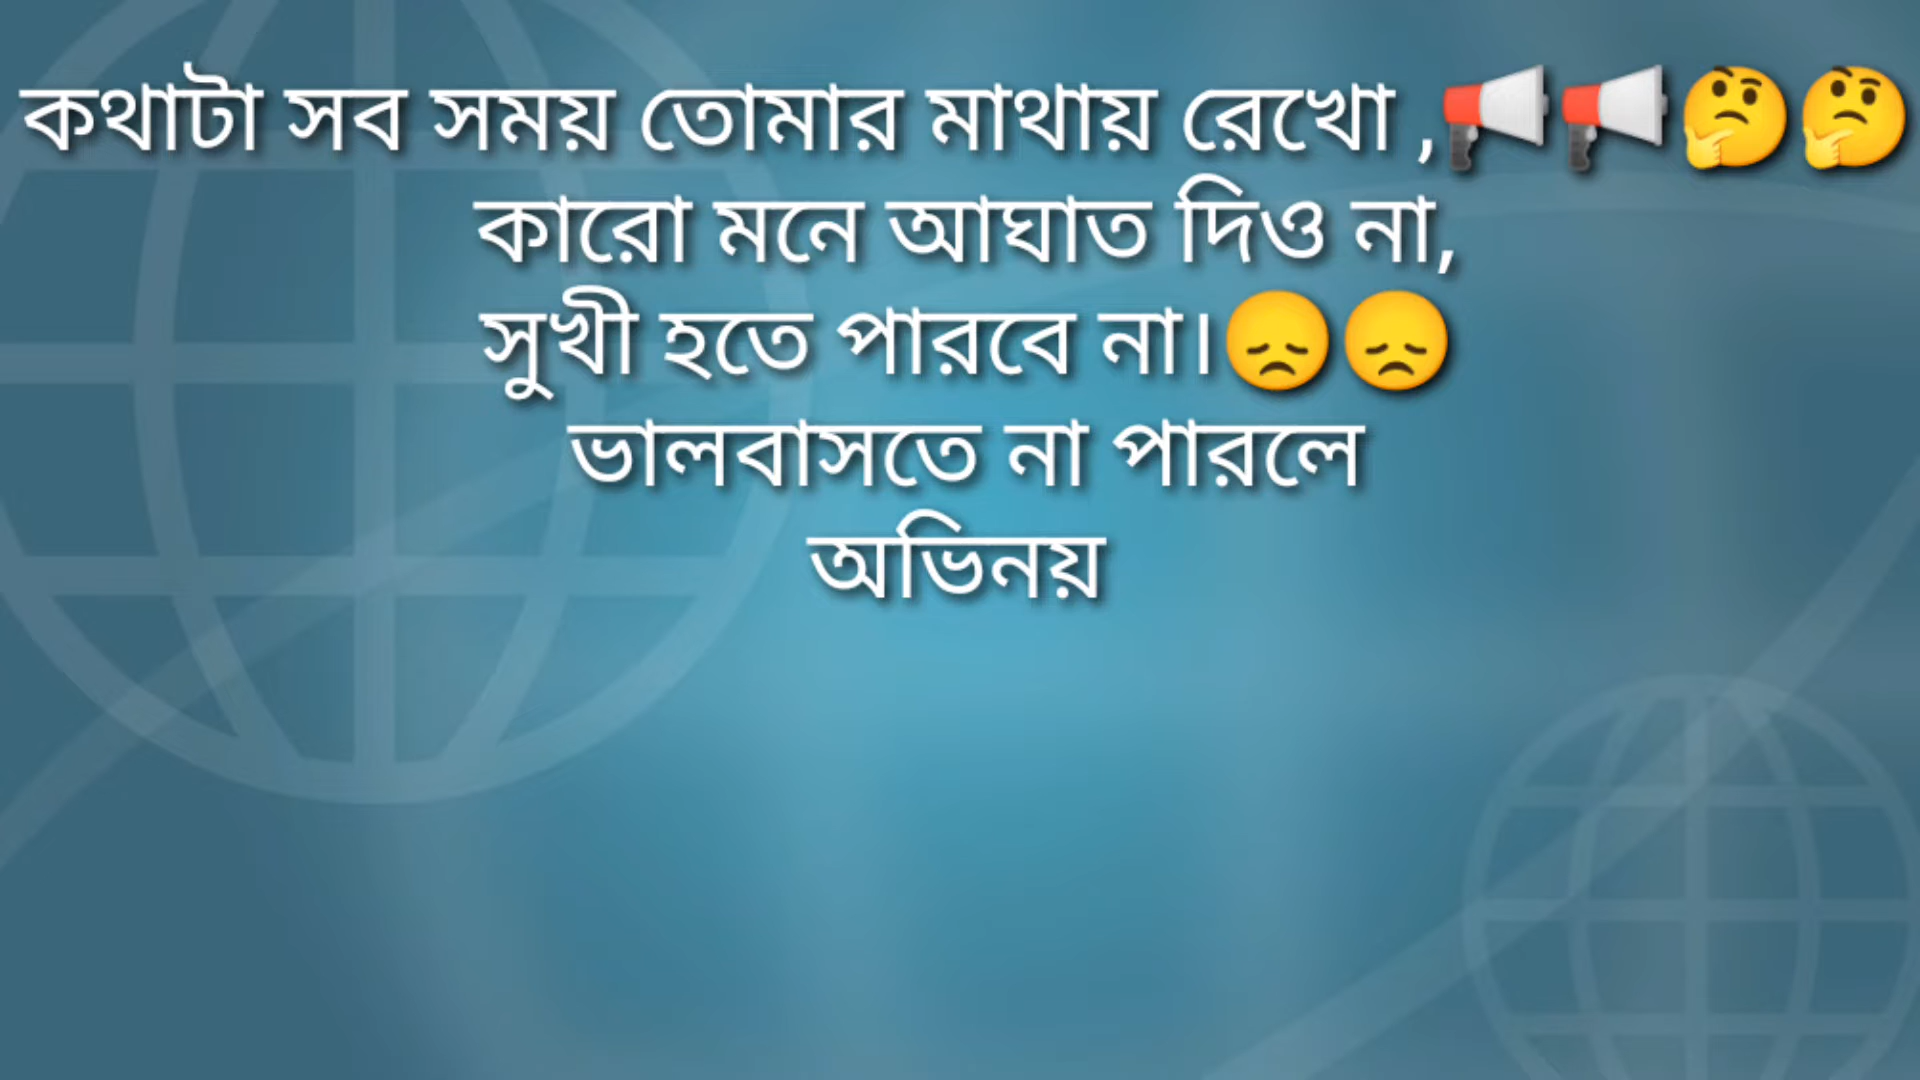 কথাটা সব সময় তোমার মাথায় রেখো ,📢📢🤔🤔
কারো মনে আঘাত দিও না,
সুখী হতে পারবে না।😞😞
ভালবাসতে না পারলে
অভিনয়